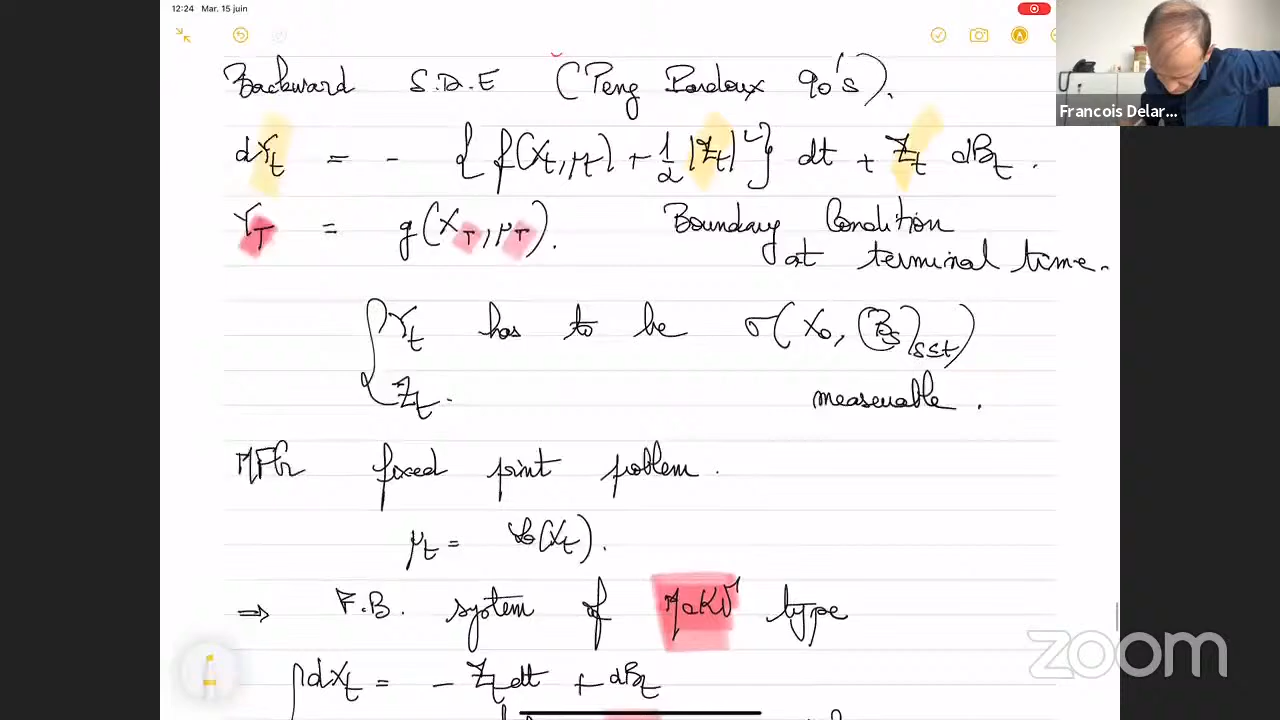 12:24 Mar. 15 juin
Francois Delar...
Backward S.D.E (Peng Pardoux 90's).
dY_t = - { f(X_t, μ_t) + 1/2 |Z_t|^2 } dt + Z_t dB_t .
Y_T = g(X_T, μ_T). Boundary Condition
at terminal time.
{ Y_t has to be σ(X_0, (B_s)_{s≤t})
Z_t . measurable .
MFG fixed point problem .
μ_t = L(X_t).
⇒ F.B. system of McKV type
dX_t = - Z_t dt + dB_t
zoom